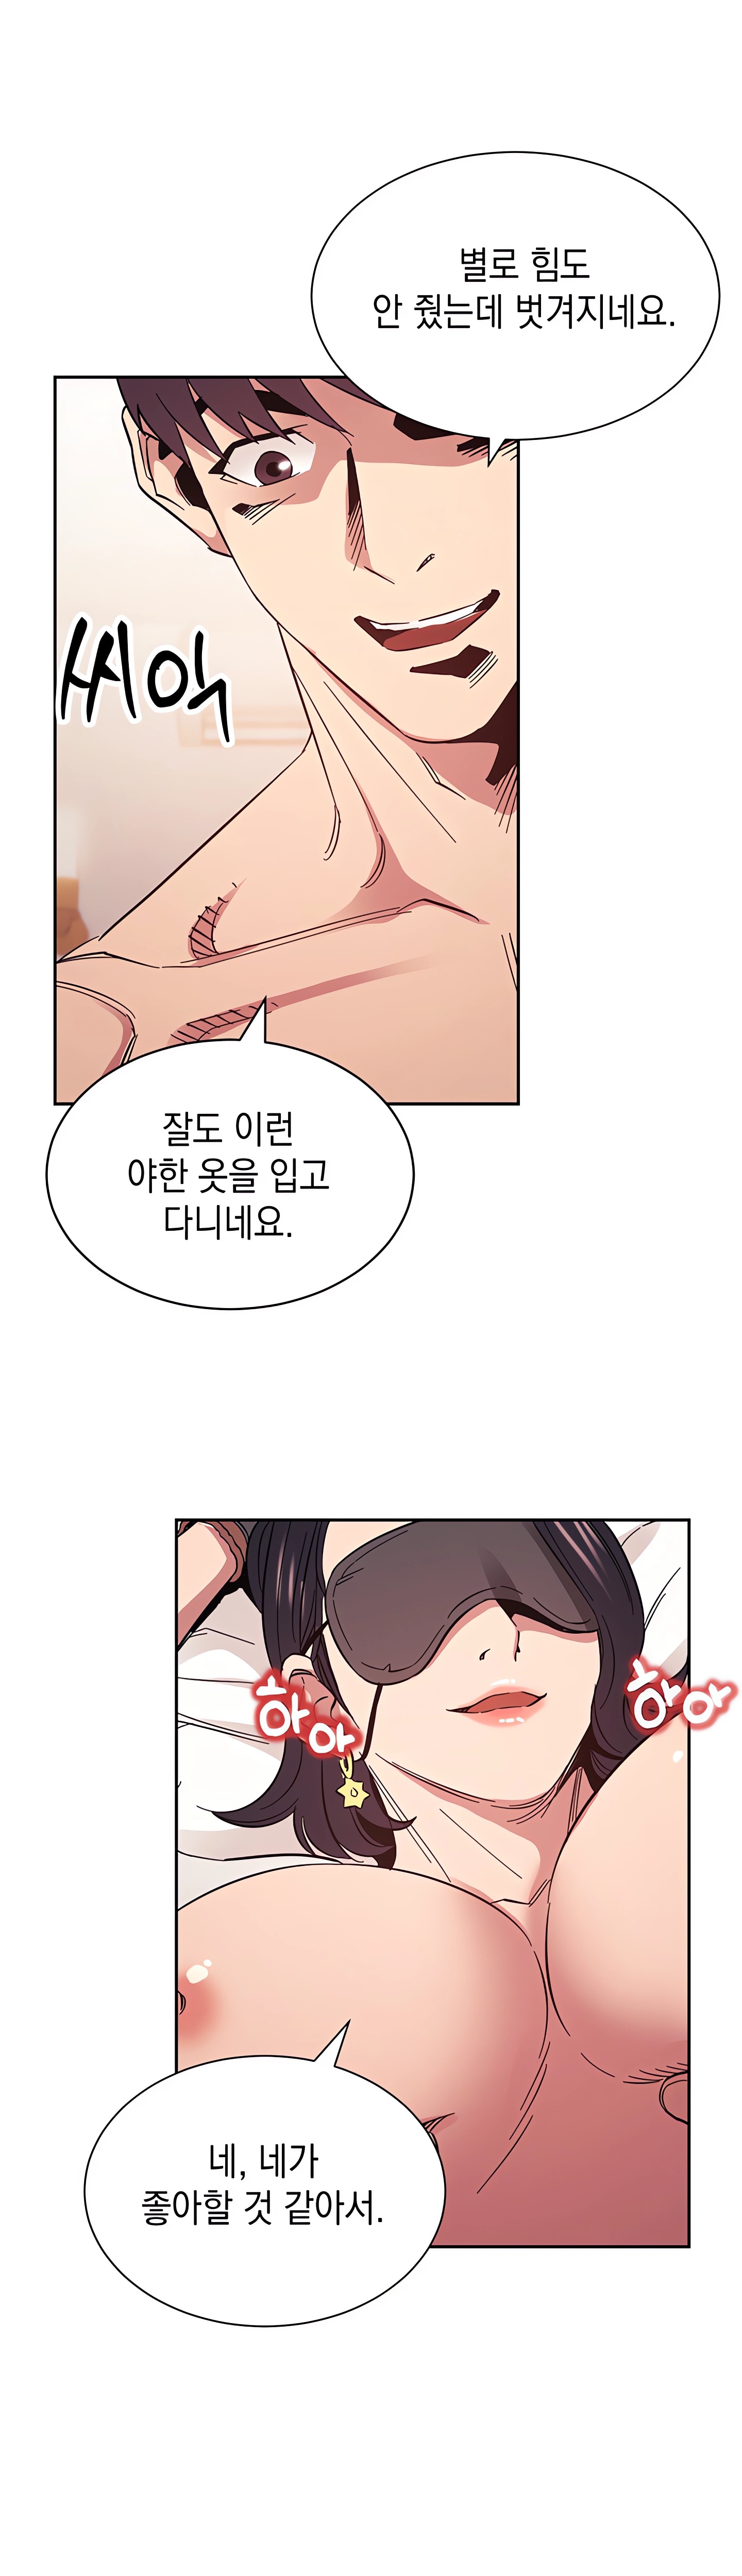 별로 힘도
안 줬는데 벗겨지네요.
씨익
잘도 이런
야한 옷을 입고
다니네요.
하아
하아
네, 네가
좋아할 것 같아서.